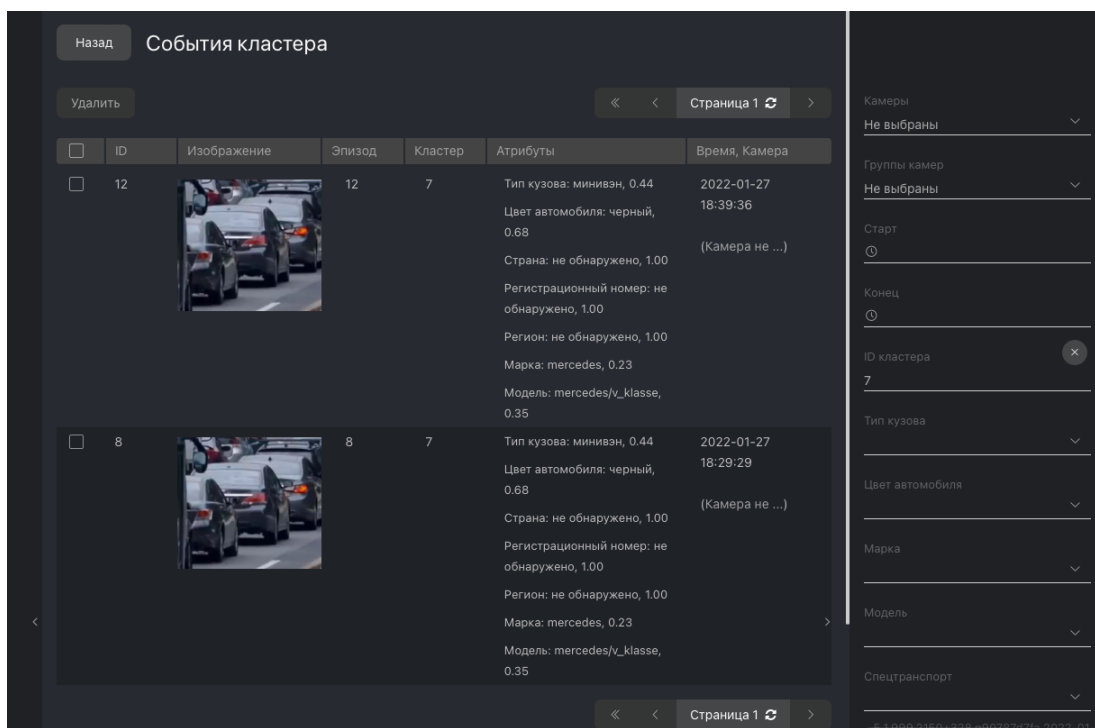 Назад
События кластера
Удалить
Страница 1
ID
Изображение
Эпизод
Кластер
Атрибуты
Время, Камера
12
12
7
Тип кузова: минивэн, 0.44
Цвет автомобиля: черный,
0.68
Страна: не обнаружено, 1.00
Регистрационный номер: не
обнаружено, 1.00
Регион: не обнаружено, 1.00
Марка: mercedes, 0.23
Модель: mercedes/v_klasse,
0.35
2022-01-27
18:39:36
(Камера не ...)
8
8
7
Тип кузова: минивэн, 0.44
Цвет автомобиля: черный,
0.68
Страна: не обнаружено, 1.00
Регистрационный номер: не
обнаружено, 1.00
Регион: не обнаружено, 1.00
Марка: mercedes, 0.23
Модель: mercedes/v_klasse,
0.35
2022-01-27
18:29:29
(Камера не ...)
Страница 1
Камеры
Не выбраны
Группы камер
Не выбраны
Старт
Конец
ID кластера
7
Тип кузова
Цвет автомобиля
Марка
Модель
Спецтранспорт